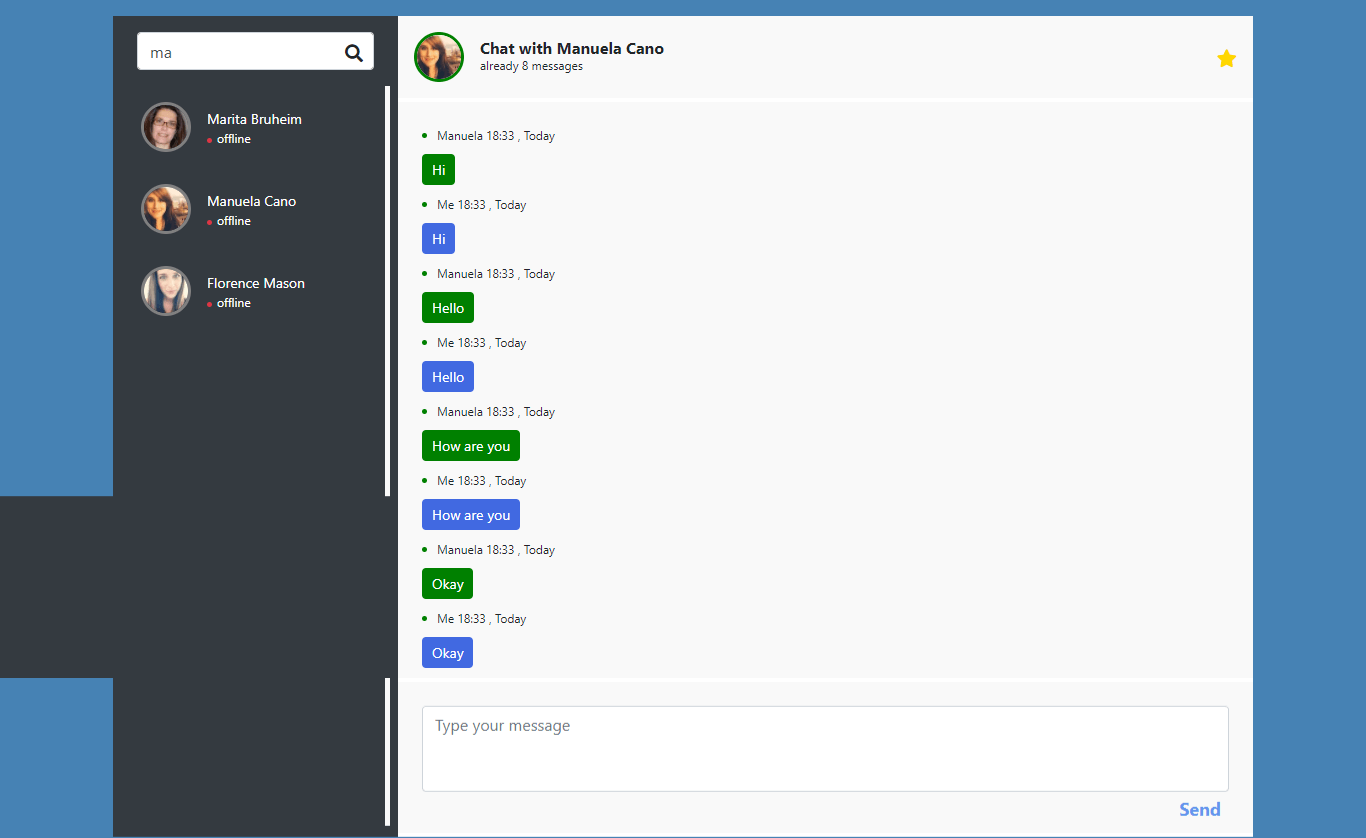 ma
Marita Bruheim
offline
Manuela Cano
offline
Florence Mason
offline
Chat with Manuela Cano
already 8 messages
Manuela 18:33 , Today
Hi
Me 18:33 , Today
Hi
Manuela 18:33 , Today
Hello
Me 18:33 , Today
Hello
Manuela 18:33 , Today
How are you
Me 18:33 , Today
How are you
Manuela 18:33 , Today
Okay
Me 18:33 , Today
Okay
Type your message
Send